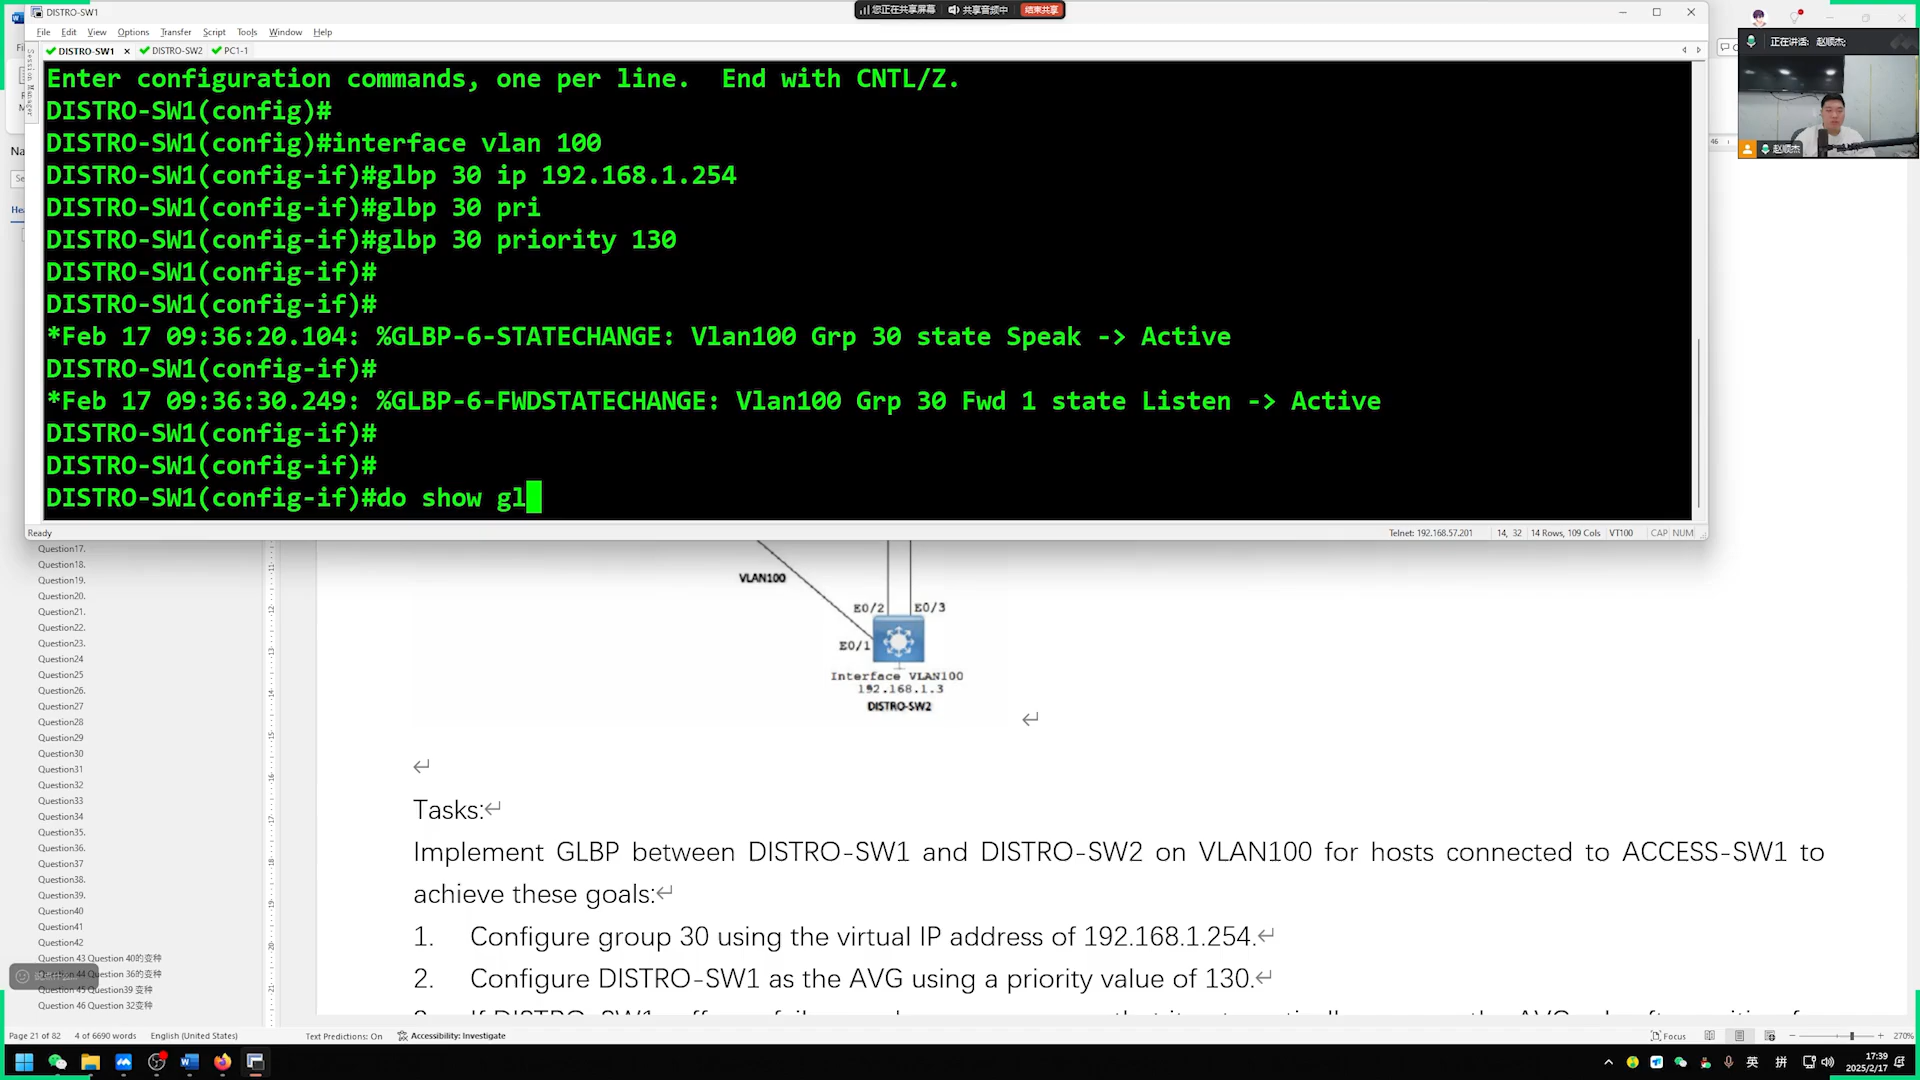 DISTRO-SW1
您正在共享屏幕
共享音频中
结束共享
File Edit View Options Transfer Script Tools Window Help
正在讲话: 赵顺杰;
DISTRO-SW1 × DISTRO-SW2 PC1-1
Session Manager
Enter configuration commands, one per line.  End with CNTL/Z.
DISTRO-SW1(config)#
DISTRO-SW1(config)#interface vlan 100
DISTRO-SW1(config-if)#glbp 30 ip 192.168.1.254
DISTRO-SW1(config-if)#glbp 30 pri
DISTRO-SW1(config-if)#glbp 30 priority 130
DISTRO-SW1(config-if)#
DISTRO-SW1(config-if)#
*Feb 17 09:36:20.104: %GLBP-6-STATECHANGE: Vlan100 Grp 30 state Speak -> Active
DISTRO-SW1(config-if)#
*Feb 17 09:36:30.249: %GLBP-6-FWDSTATECHANGE: Vlan100 Grp 30 Fwd 1 state Listen -> Active
DISTRO-SW1(config-if)#
DISTRO-SW1(config-if)#
DISTRO-SW1(config-if)#do show gl
赵顺杰
46
Ready
Telnet: 192.168.57.201 14, 32 14 Rows, 109 Cols VT100 CAP NUM
Question17.
Question18.
Question19.
Question20.
Question21.
Question22.
Question23.
Question24
Question25
Question26.
Question27
Question28
Question29
Question30
Question31
Question32
Question33
Question34
Question35.
Question36.
Question37
Question38.
Question39.
Question40
Question41
Question42
Question 43 Question 40的变种
Question 44 Question 36的变种
Question 45 Question39 变种
Question 46 Question 32变种
VLAN100
E0/2 E0/3
E0/1
Interface VLAN100
192.168.1.3
DISTRO-SW2
Tasks:
Implement GLBP between DISTRO-SW1 and DISTRO-SW2 on VLAN100 for hosts connected to ACCESS-SW1 to
achieve these goals:
1. Configure group 30 using the virtual IP address of 192.168.1.254.
2. Configure DISTRO-SW1 as the AVG using a priority value of 130.
Page 21 of 82 4 of 6690 words English (United States) Text Predictions: On Accessibility: Investigate
Focus
270%
英
拼
17:39
2025/2/17